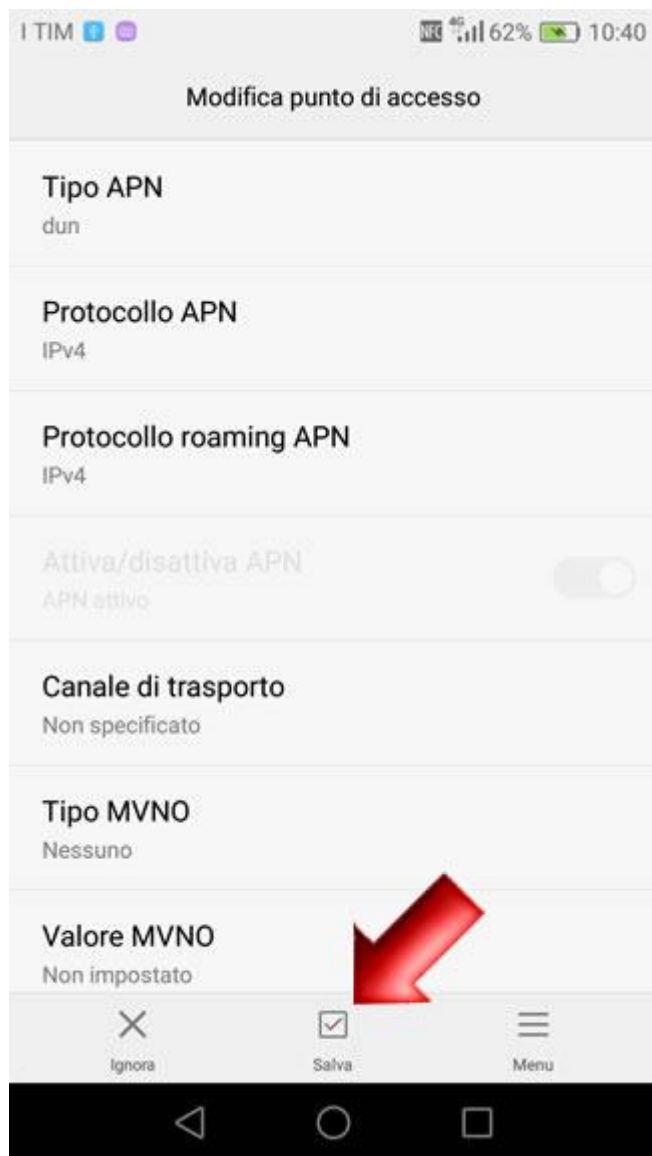 I TIM NFC 4G 62% 10:40
Modifica punto di accesso
Tipo APN
dun
Protocollo APN
IPv4
Protocollo roaming APN
IPv4
Attiva/disattiva APN
APN attivo
Canale di trasporto
Non specificato
Tipo MVNO
Nessuno
Valore MVNO
Non impostato
Ignora Salva Menu